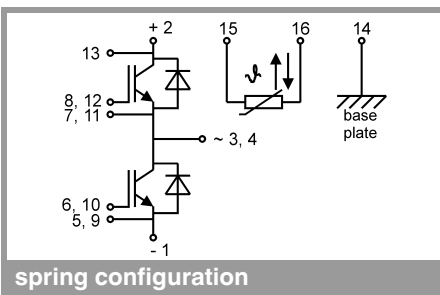 + 2
15
16
14
13
ϑ
8, 12
7, 11
base
plate
~ 3, 4
6, 10
5, 9
- 1
spring configuration